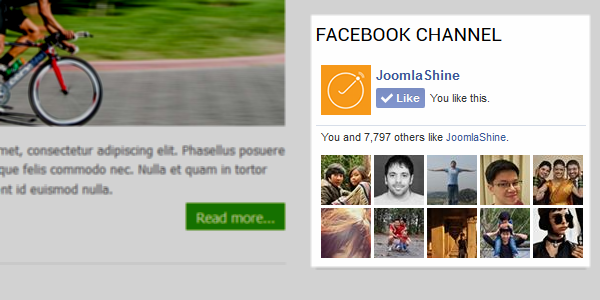 FACEBOOK CHANNEL
JoomlaShine
Like You like this.
You and 7,797 others like JoomlaShine.
met, consectetur adipiscing elit. Phasellus posuere
que felis commodo nec. Nulla et quam in tortor
nt id euismod nulla.
Read more...